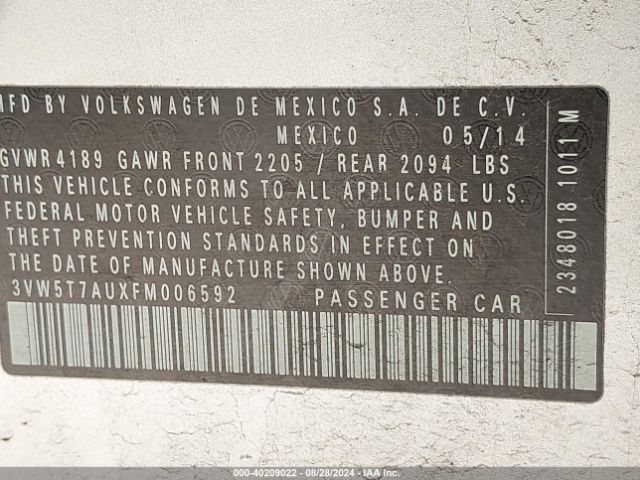 MFD BY VOLKSWAGEN DE MEXICO S.A. DE C.V.
MEXICO 05/14
GVWR 4189 GAWR FRONT 2205 / REAR 2094 LBS
THIS VEHICLE CONFORMS TO ALL APPLICABLE U.S.
FEDERAL MOTOR VEHICLE SAFETY, BUMPER AND
THEFT PREVENTION STANDARDS IN EFFECT ON
THE DATE OF MANUFACTURE SHOWN ABOVE.
3VW5T7AUXFM006592 PASSENGER CAR
2348018 1011 M
000-40209022 - 08/28/2024 - IAA Inc.